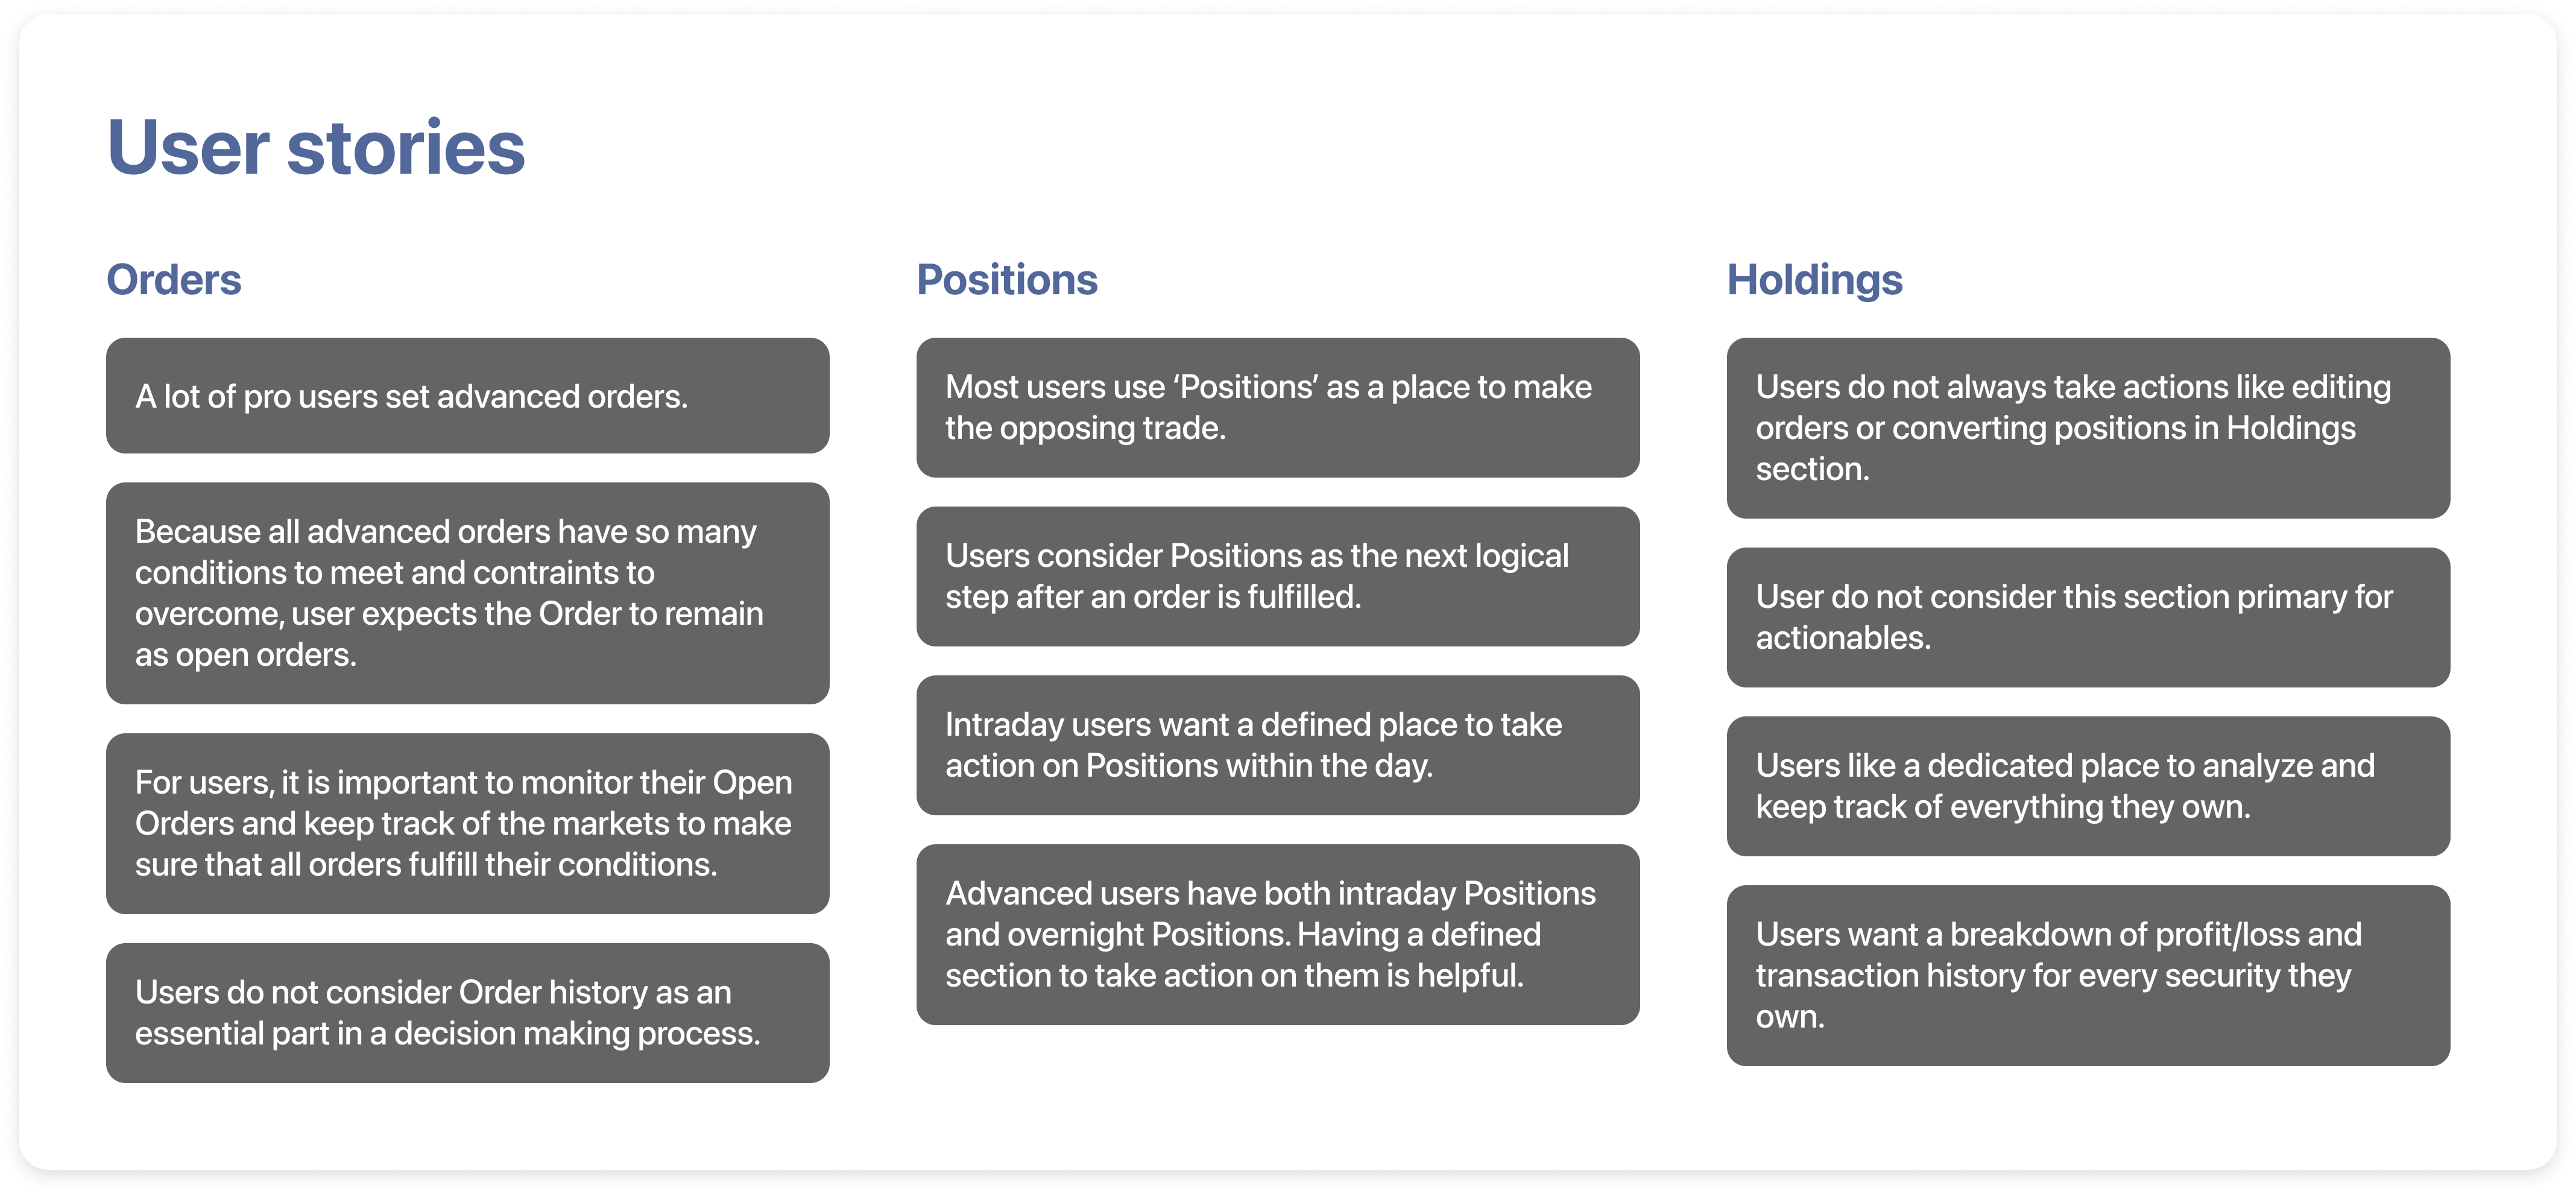 User stories
Orders
A lot of pro users set advanced orders.
Because all advanced orders have so many
conditions to meet and contraints to
overcome, user expects the Order to remain
as open orders.
For users, it is important to monitor their Open
Orders and keep track of the markets to make
sure that all orders fulfill their conditions.
Users do not consider Order history as an
essential part in a decision making process.
Positions
Most users use ‘Positions’ as a place to make
the opposing trade.
Users consider Positions as the next logical
step after an order is fulfilled.
Intraday users want a defined place to take
action on Positions within the day.
Advanced users have both intraday Positions
and overnight Positions. Having a defined
section to take action on them is helpful.
Holdings
Users do not always take actions like editing
orders or converting positions in Holdings
section.
User do not consider this section primary for
actionables.
Users like a dedicated place to analyze and
keep track of everything they own.
Users want a breakdown of profit/loss and
transaction history for every security they
own.